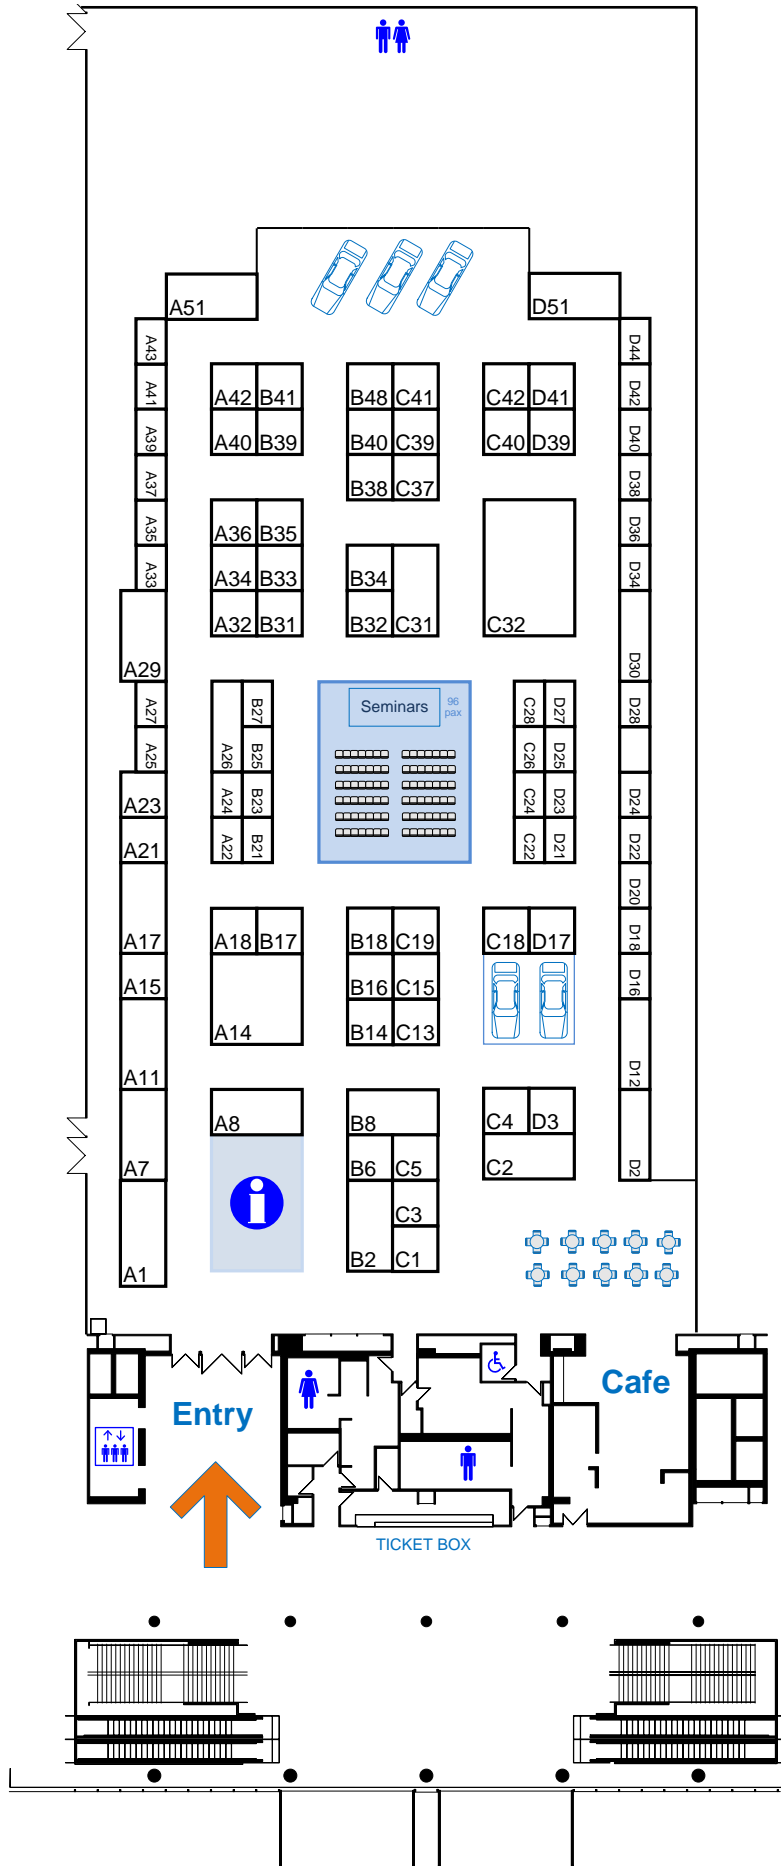 A51 D51
A43 D44
A41 A42 B41 B48 C41 C42 D41 D42
A39 A40 B39 B40 C39 C40 D39 D40
A37 B38 C37 D38
A35 A36 B35 D36
A33 A34 B33 B34 D34
A29 A32 B31 B32 C31 C32 D30
A27 B27 Seminars 96 C28 D27 D28
pax
A25 A26 B25 C26 D25
A23 A24 B23 C24 D23 D24
A21 A22 B21 C22 D21 D22
D20
A17 A18 B17 B18 C19 C18 D17 D18
A15 B16 C15 D16
A14 B14 C13
A11 D12
A8 B8 C4 D3
A7 B6 C5 C2 D2
C3
A1 B2 C1
Cafe
Entry
TICKET BOX